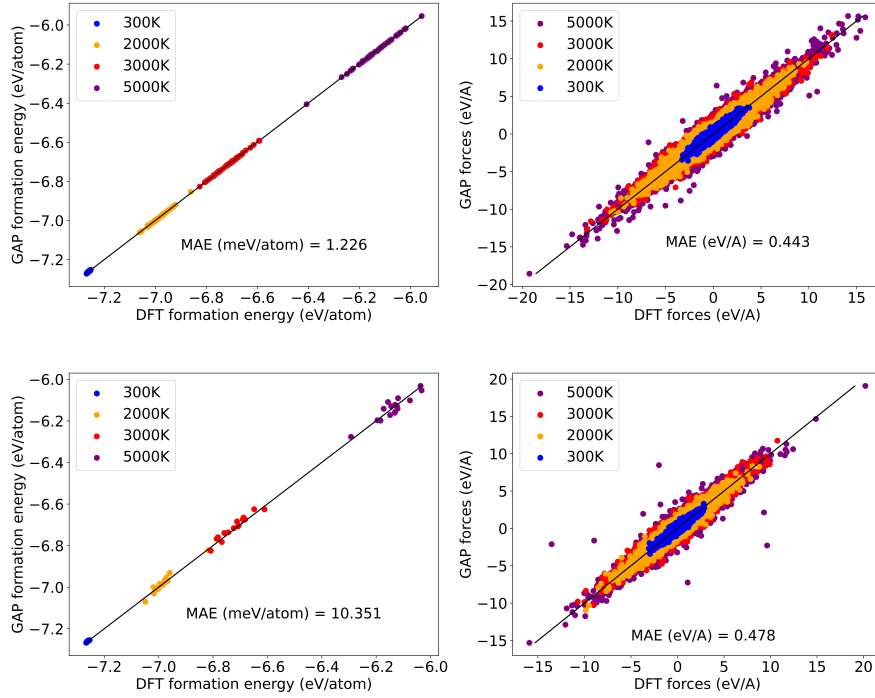 300K
2000K
3000K
5000K
MAE (meV/atom) = 1.226
GAP formation energy (eV/atom)
−6.0
−6.2
−6.4
−6.6
−6.8
−7.0
−7.2
−7.2 −7.0 −6.8 −6.6 −6.4 −6.2 −6.0
DFT formation energy (eV/atom)
5000K
3000K
2000K
300K
MAE (eV/A) = 0.443
GAP forces (eV/A)
15
10
5
0
−5
−10
−15
−20
−20 −15 −10 −5 0 5 10 15
DFT forces (eV/A)
300K
2000K
3000K
5000K
MAE (meV/atom) = 10.351
GAP formation energy (eV/atom)
−6.0
−6.2
−6.4
−6.6
−6.8
−7.0
−7.2
−7.2 −7.0 −6.8 −6.6 −6.4 −6.2 −6.0
DFT formation energy (eV/atom)
5000K
3000K
2000K
300K
MAE (eV/A) = 0.478
GAP forces (eV/A)
20
15
10
5
0
−5
−10
−15
−15 −10 −5 0 5 10 15 20
DFT forces (eV/A)